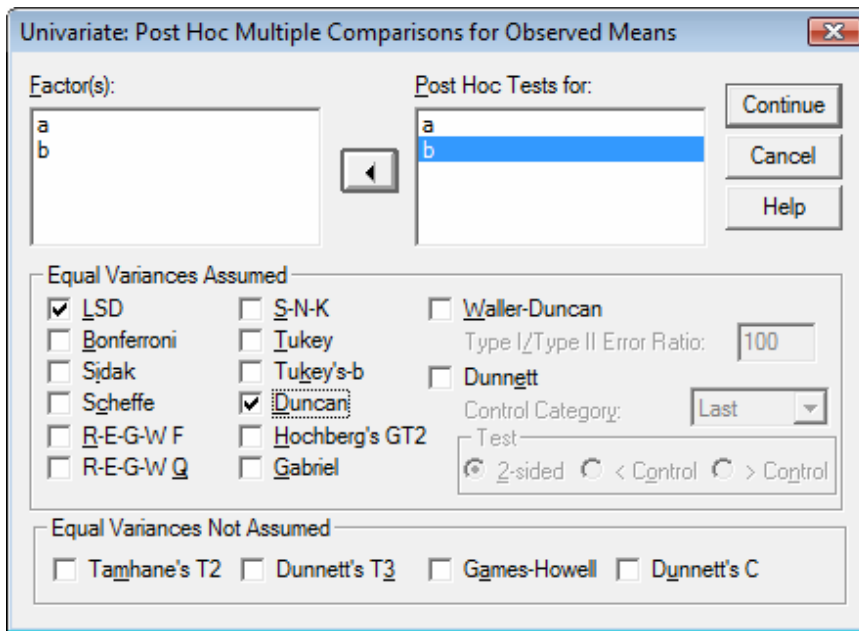 Univariate: Post Hoc Multiple Comparisons for Observed Means
Factor(s):
a
b
Post Hoc Tests for:
a
b
Continue
Cancel
Help
Equal Variances Assumed
LSD
Bonferroni
Sidak
Scheffe
R-E-G-W F
R-E-G-W Q
S-N-K
Tukey
Tukey's-b
Duncan
Hochberg's GT2
Gabriel
Waller-Duncan
Type I/Type II Error Ratio: 100
Dunnett
Control Category: Last
Test
2-sided < Control > Control
Equal Variances Not Assumed
Tamhane's T2 Dunnett's T3 Games-Howell Dunnett's C